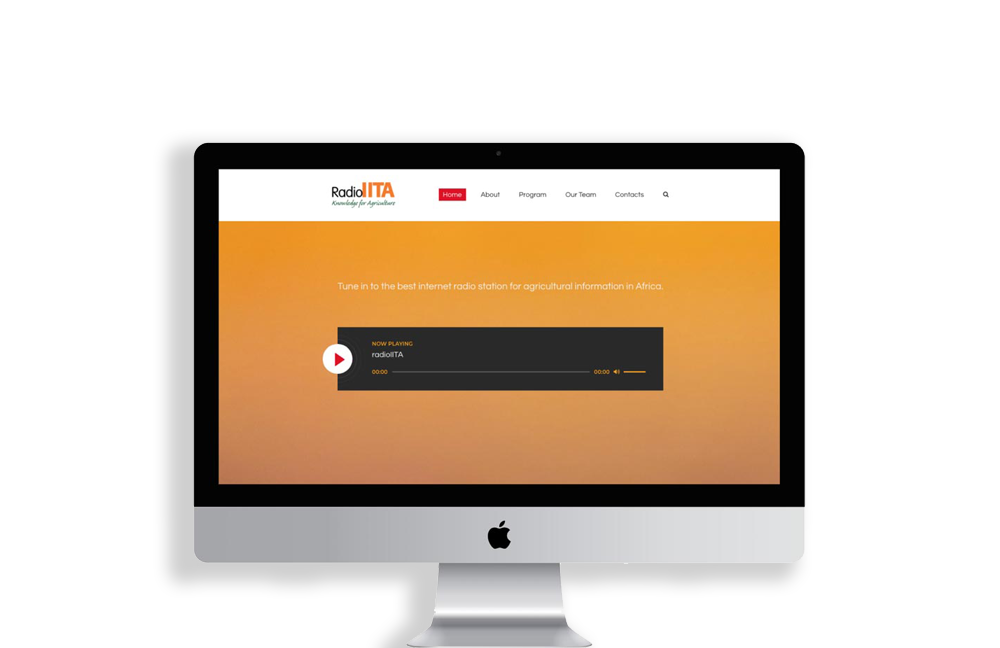 RadioIITA
Knowledge for Agriculture
Home About Program Our Team Contacts
Tune in to the best internet radio station for agricultural information in Africa.
NOW PLAYING
radioIITA
00:00 00:00